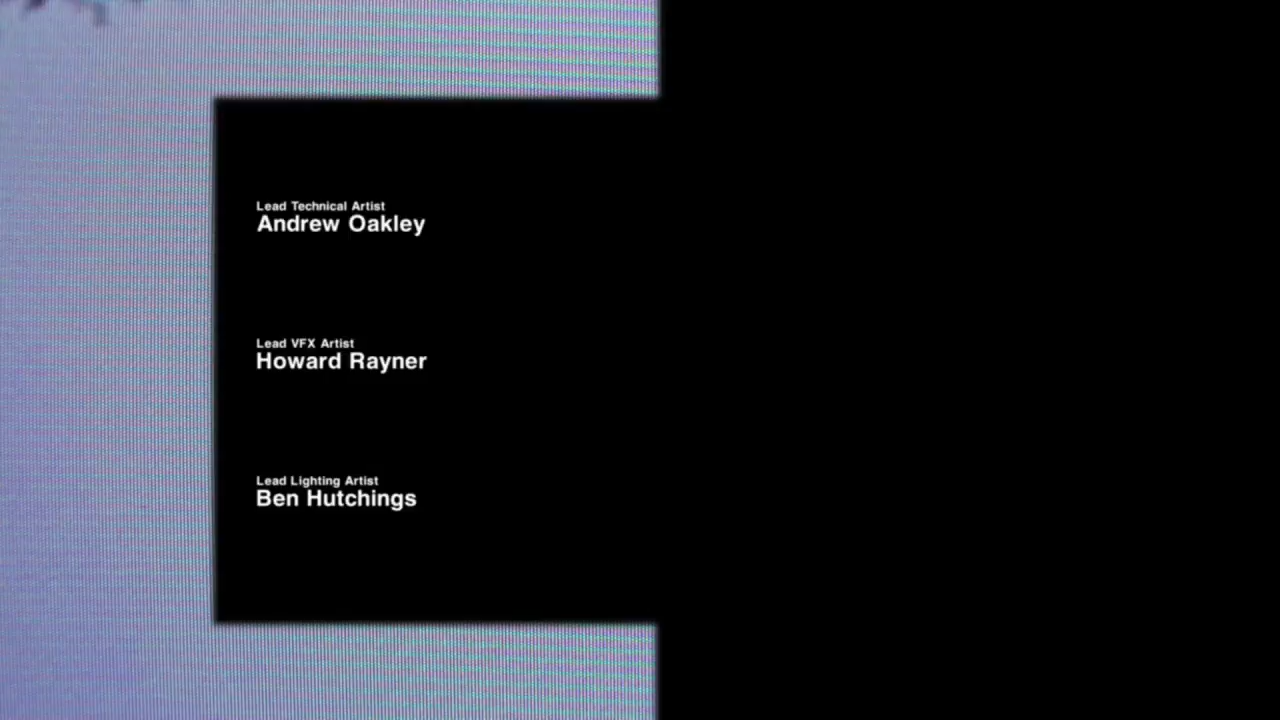 Lead Technical Artist
Andrew Oakley
Lead VFX Artist
Howard Rayner
Lead Lighting Artist
Ben Hutchings